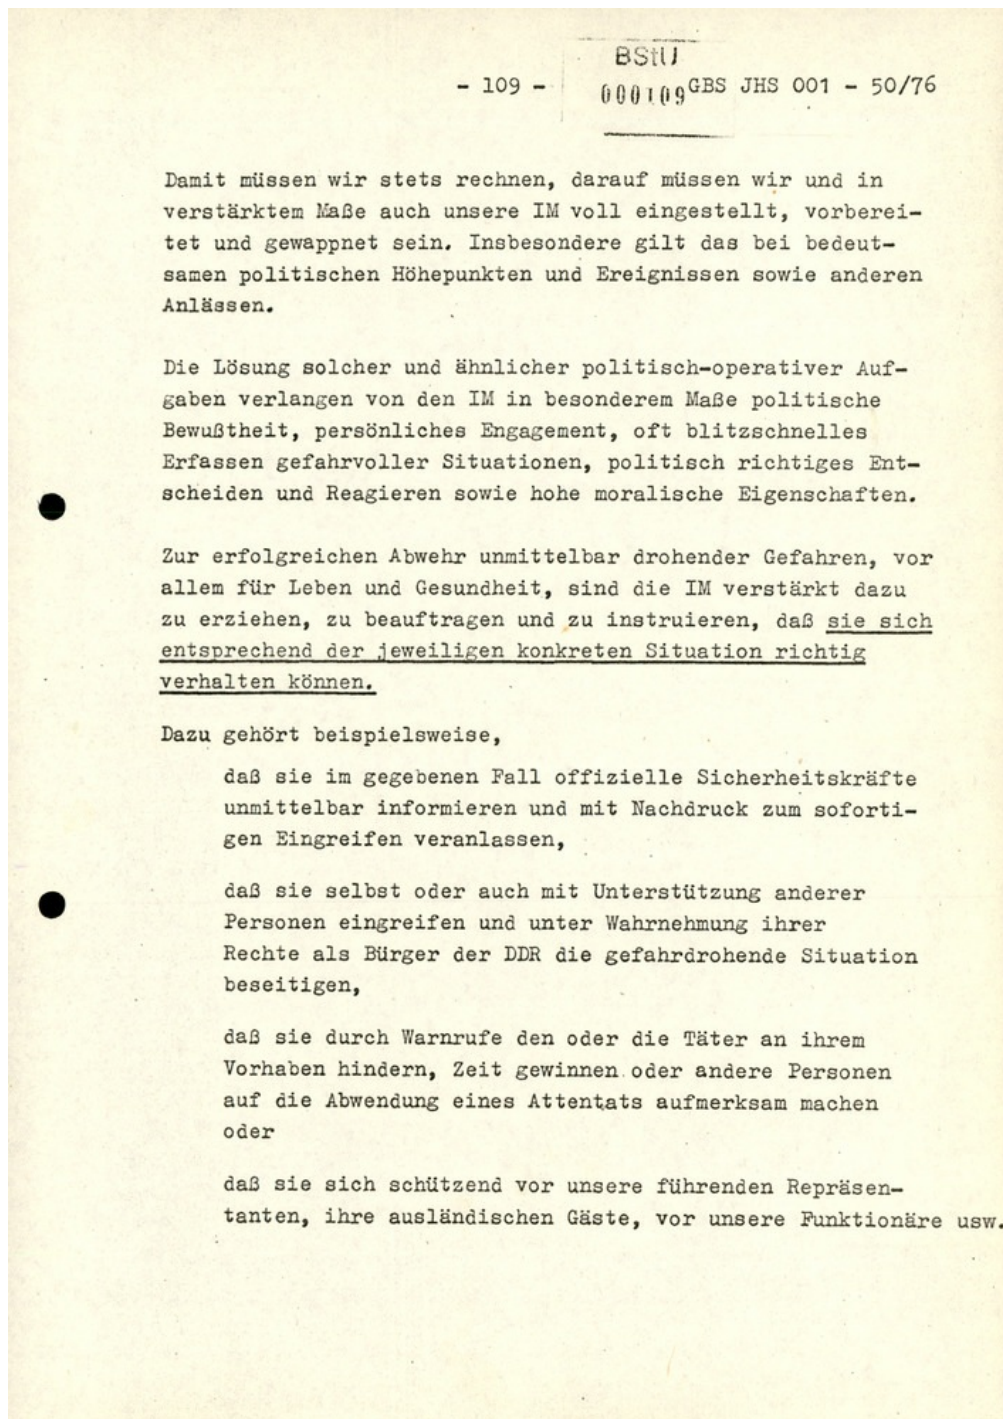 BStU
- 109 - 000109 GBS JHS 001 - 50/76
Damit müssen wir stets rechnen, darauf müssen wir und in
verstärktem Maße auch unsere IM voll eingestellt, vorberei-
tet und gewappnet sein. Insbesondere gilt das bei bedeut-
samen politischen Höhepunkten und Ereignissen sowie anderen
Anlässen.
Die Lösung solcher und ähnlicher politisch-operativer Auf-
gaben verlangen von den IM in besonderem Maße politische
Bewußtheit, persönliches Engagement, oft blitzschnelles
Erfassen gefahrvoller Situationen, politisch richtiges Ent-
scheiden und Reagieren sowie hohe moralische Eigenschaften.
Zur erfolgreichen Abwehr unmittelbar drohender Gefahren, vor
allem für Leben und Gesundheit, sind die IM verstärkt dazu
zu erziehen, zu beauftragen und zu instruieren, daß sie sich
entsprechend der jeweiligen konkreten Situation richtig
verhalten können.
Dazu gehört beispielsweise,
daß sie im gegebenen Fall offizielle Sicherheitskräfte
unmittelbar informieren und mit Nachdruck zum soforti-
gen Eingreifen veranlassen,
daß sie selbst oder auch mit Unterstützung anderer
Personen eingreifen und unter Wahrnehmung ihrer
Rechte als Bürger der DDR die gefahrdrohende Situation
beseitigen,
daß sie durch Warnrufe den oder die Täter an ihrem
Vorhaben hindern, Zeit gewinnen oder andere Personen
auf die Abwendung eines Attentats aufmerksam machen
oder
daß sie sich schützend vor unsere führenden Repräsen-
tanten, ihre ausländischen Gäste, vor unsere Funktionäre usw.